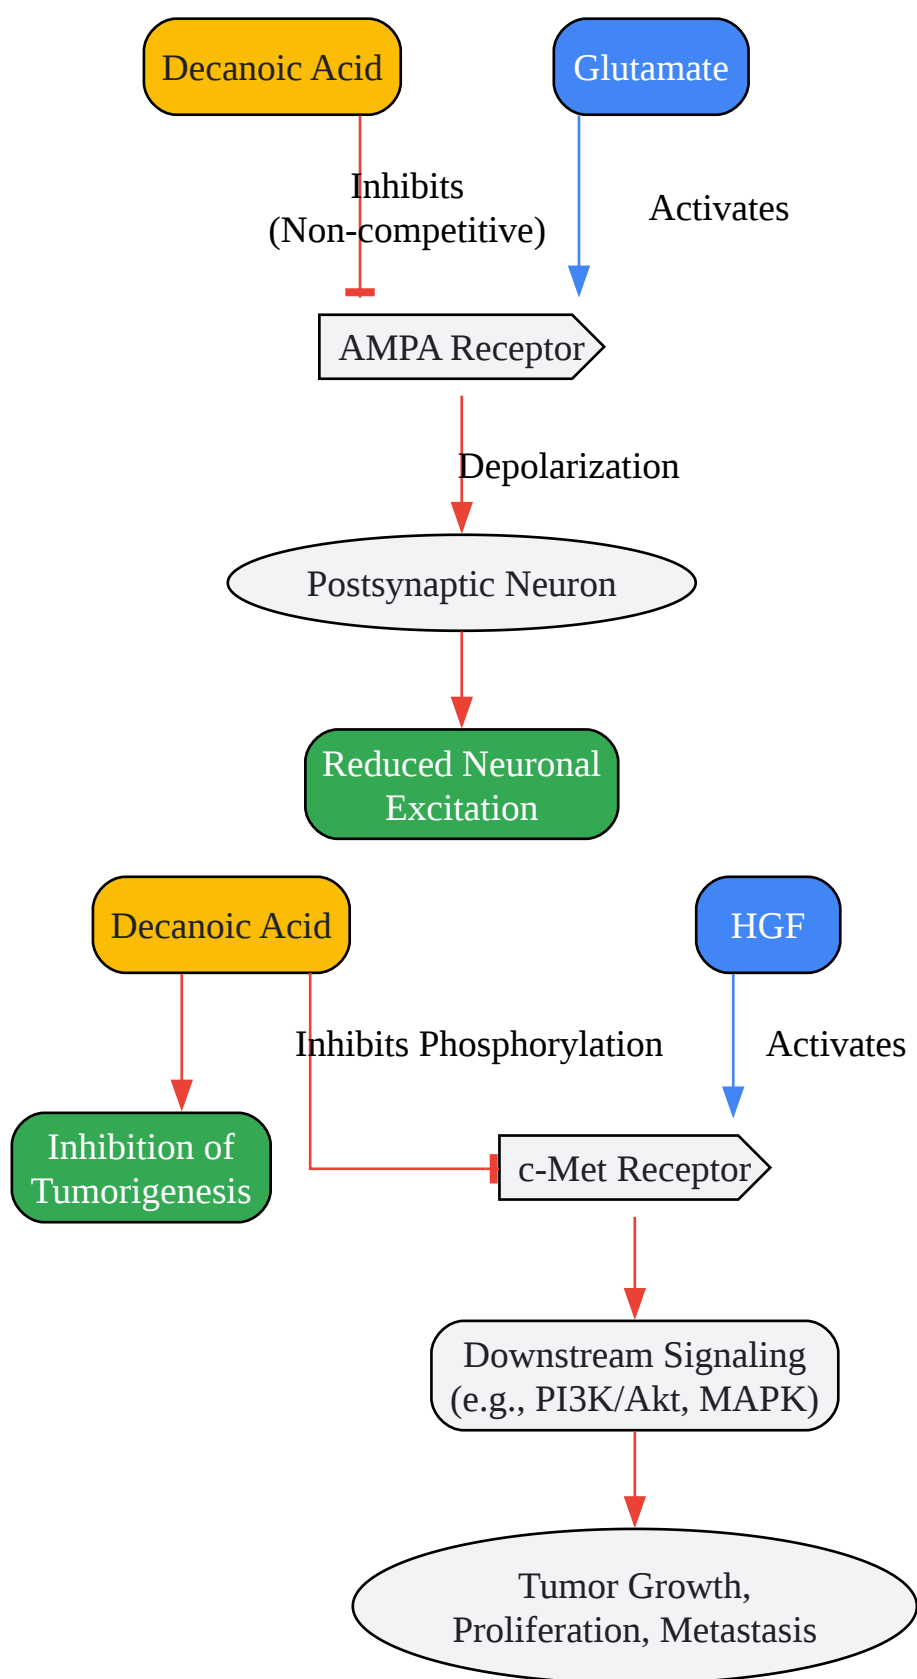 Decanoic Acid
Glutamate
Inhibits
(Non-competitive)
Activates
AMPA Receptor
Depolarization
Postsynaptic Neuron
Reduced Neuronal
Excitation
Decanoic Acid
HGF
Inhibits Phosphorylation
Activates
Inhibition of
Tumorigenesis
c-Met Receptor
Downstream Signaling
(e.g., PI3K/Akt, MAPK)
Tumor Growth,
Proliferation, Metastasis